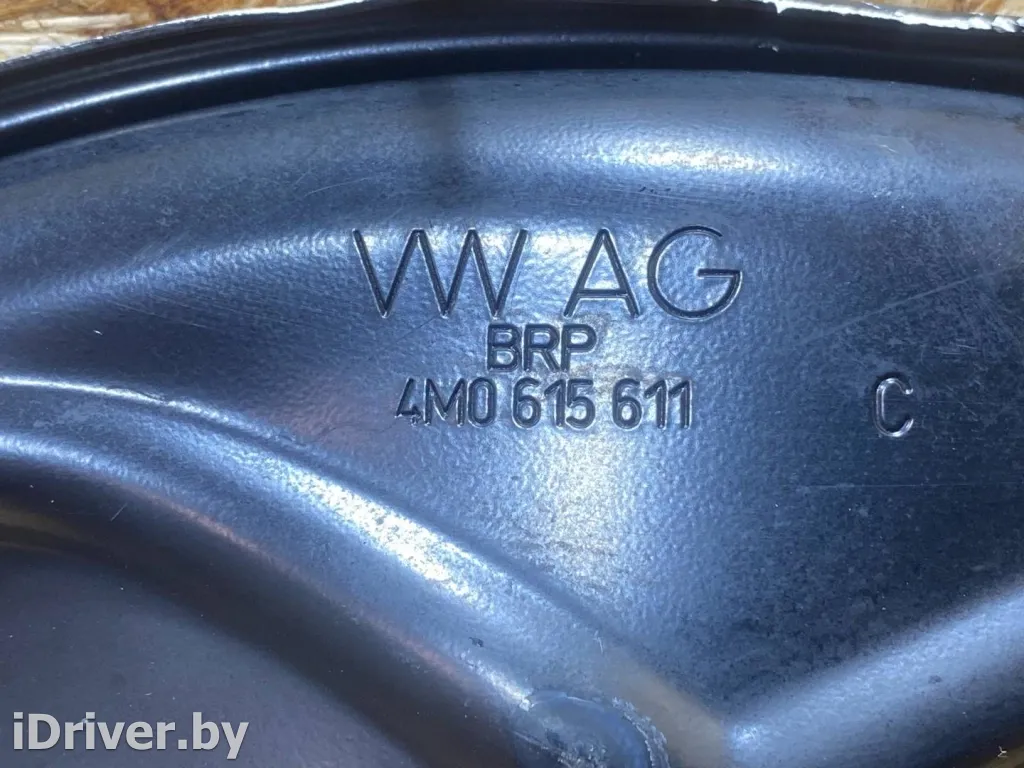 VW AG
BRP
4M0 615 611 C
iDriver.by